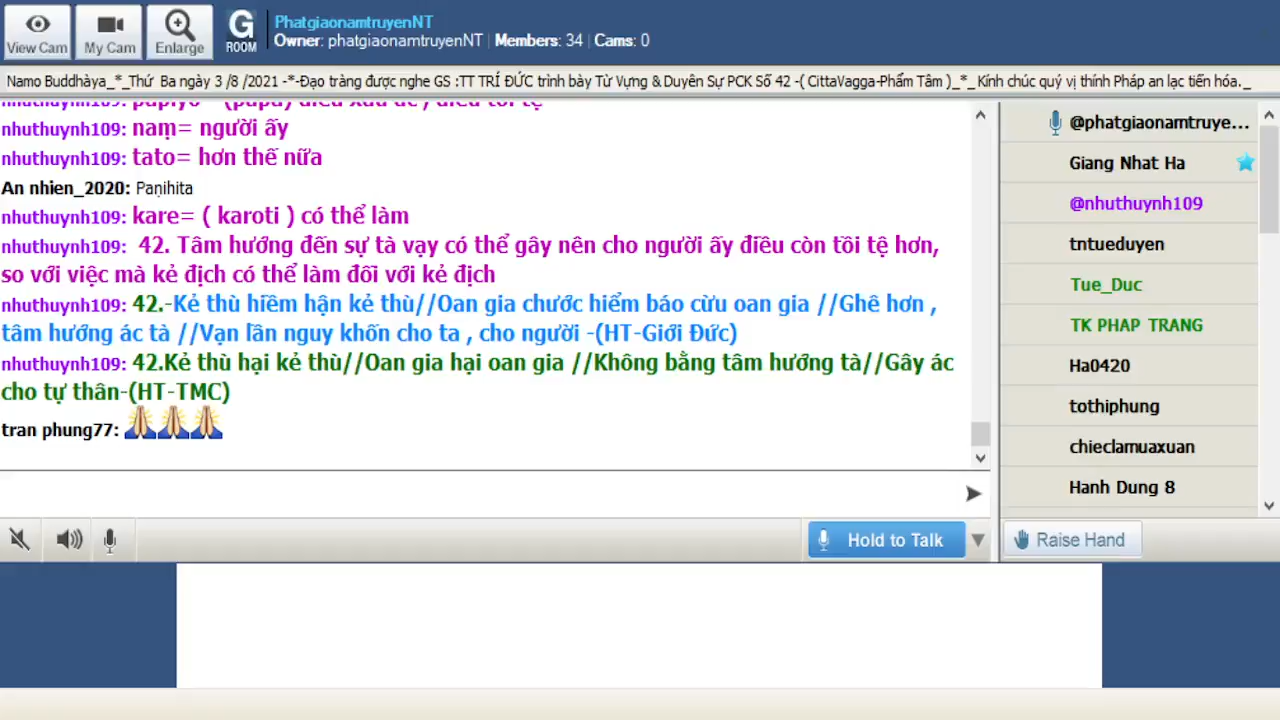 View Cam
My Cam
Enlarge
G
ROOM
PhatgiaonamtruyenNT
Owner: phatgiaonamtruyenNT | Members: 34 | Cams: 0
Namo Buddhàya_*_Thứ Ba ngày 3 /8 /2021 -*-Đạo tràng được nghe GS :TT TRÍ ĐỨC trình bày Từ Vựng & Duyên Sự PCK Số 42 -( CittaVagga-Phẩm Tâm )_*_Kính chúc quý vị thính Pháp an lạc tiến hóa._
nhuthuynh109: naṃ= người ấy
nhuthuynh109: tato= hơn thế nữa
An nhien_2020: Paṇihita
nhuthuynh109: kare= ( karoti ) có thể làm
nhuthuynh109: 42. Tâm hướng đến sự tà vạy có thể gây nên cho người ấy điều còn tồi tệ hơn,
so với việc mà kẻ địch có thể làm đối với kẻ địch
nhuthuynh109: 42.-Kẻ thù hiềm hận kẻ thù//Oan gia chước hiểm báo cừu oan gia //Ghê hơn ,
tâm hướng ác tà //Vạn lần nguy khốn cho ta , cho người -(HT-Giới Đức)
nhuthuynh109: 42.Kẻ thù hại kẻ thù//Oan gia hại oan gia //Không bằng tâm hướng tà//Gây ác
cho tự thân-(HT-TMC)
tran phung77:
Hold to Talk
@phatgiaonamtruye...
Giang Nhat Ha
@nhuthuynh109
tntueduyen
Tue_Duc
TK PHAP TRANG
Ha0420
tothiphung
chieclamuaxuan
Hanh Dung 8
Raise Hand